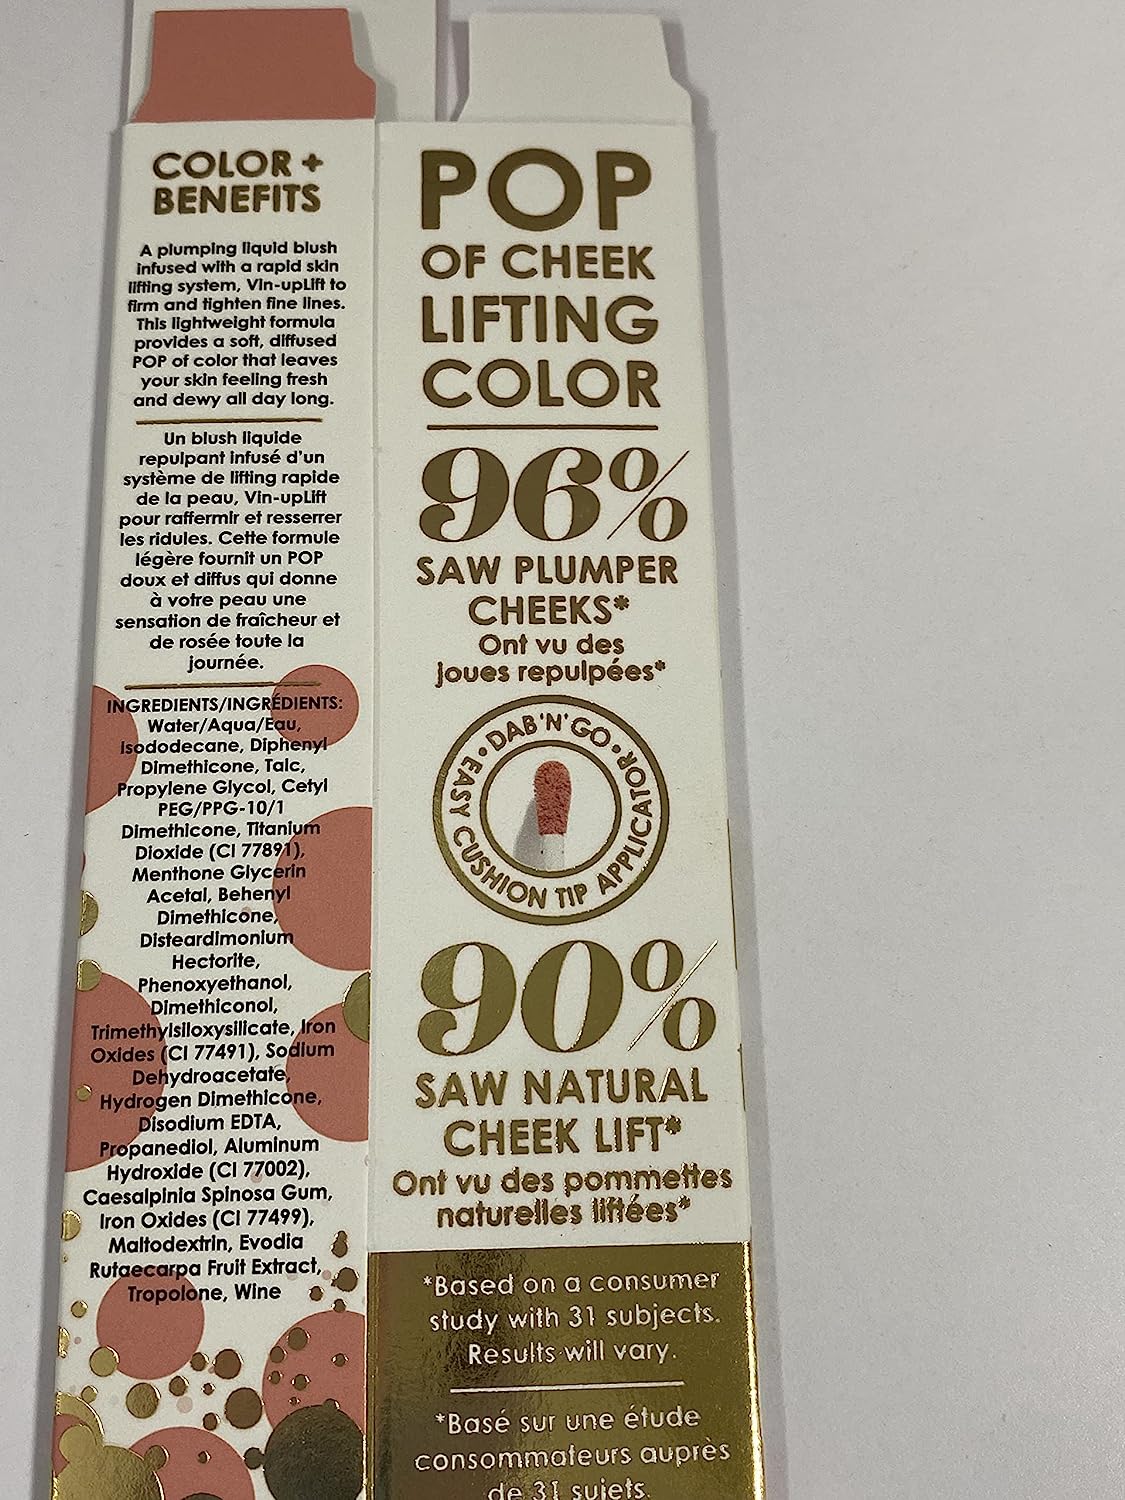 COLOR +
BENEFITS
A plumping liquid blush
infused with a rapid skin
lifting system, Vin-upLift to
firm and tighten fine lines.
This lightweight formula
provides a soft, diffused
POP of color that leaves
your skin feeling fresh
and dewy all day long.
Un blush liquide
repulpant infusé d'un
système de lifting rapide
de la peau, Vin-upLift
pour raffermir et resserrer
les ridules. Cette formule
légère fournit un POP
doux et diffus qui donne
à votre peau une
sensation de fraîcheur et
de rosée toute la
journée.
INGREDIENTS/INGRÉDIENTS:
Water/Aqua/Eau,
Isododecane, Diphenyl
Dimethicone, Talc,
Propylene Glycol, Cetyl
PEG/PPG-10/1
Dimethicone, Titanium
Dioxide (CI 77891),
Menthone Glycerin
Acetal, Behenyl
Dimethicone,
Disteardimonium
Hectorite,
Phenoxyethanol,
Dimethiconol,
Trimethylsiloxysilicate, Iron
Oxides (CI 77491), Sodium
Dehydroacetate,
Hydrogen Dimethicone,
Disodium EDTA,
Propanediol, Aluminum
Hydroxide (CI 77002),
Caesalpinia Spinosa Gum,
Iron Oxides (CI 77499),
Maltodextrin, Evodia
Rutaecarpa Fruit Extract,
Tropolone, Wine
POP
OF CHEEK
LIFTING
COLOR
96%
SAW PLUMPER
CHEEKS*
Ont vu des
joues repulpées*
• DAB 'N' GO •
EASY CUSHION TIP APPLICATOR
90%
SAW NATURAL
CHEEK LIFT*
Ont vu des pommettes
naturelles liftées*
*Based on a consumer
study with 31 subjects.
Results will vary.
*Basé sur une étude
consommateurs auprès
de 31 sujets.